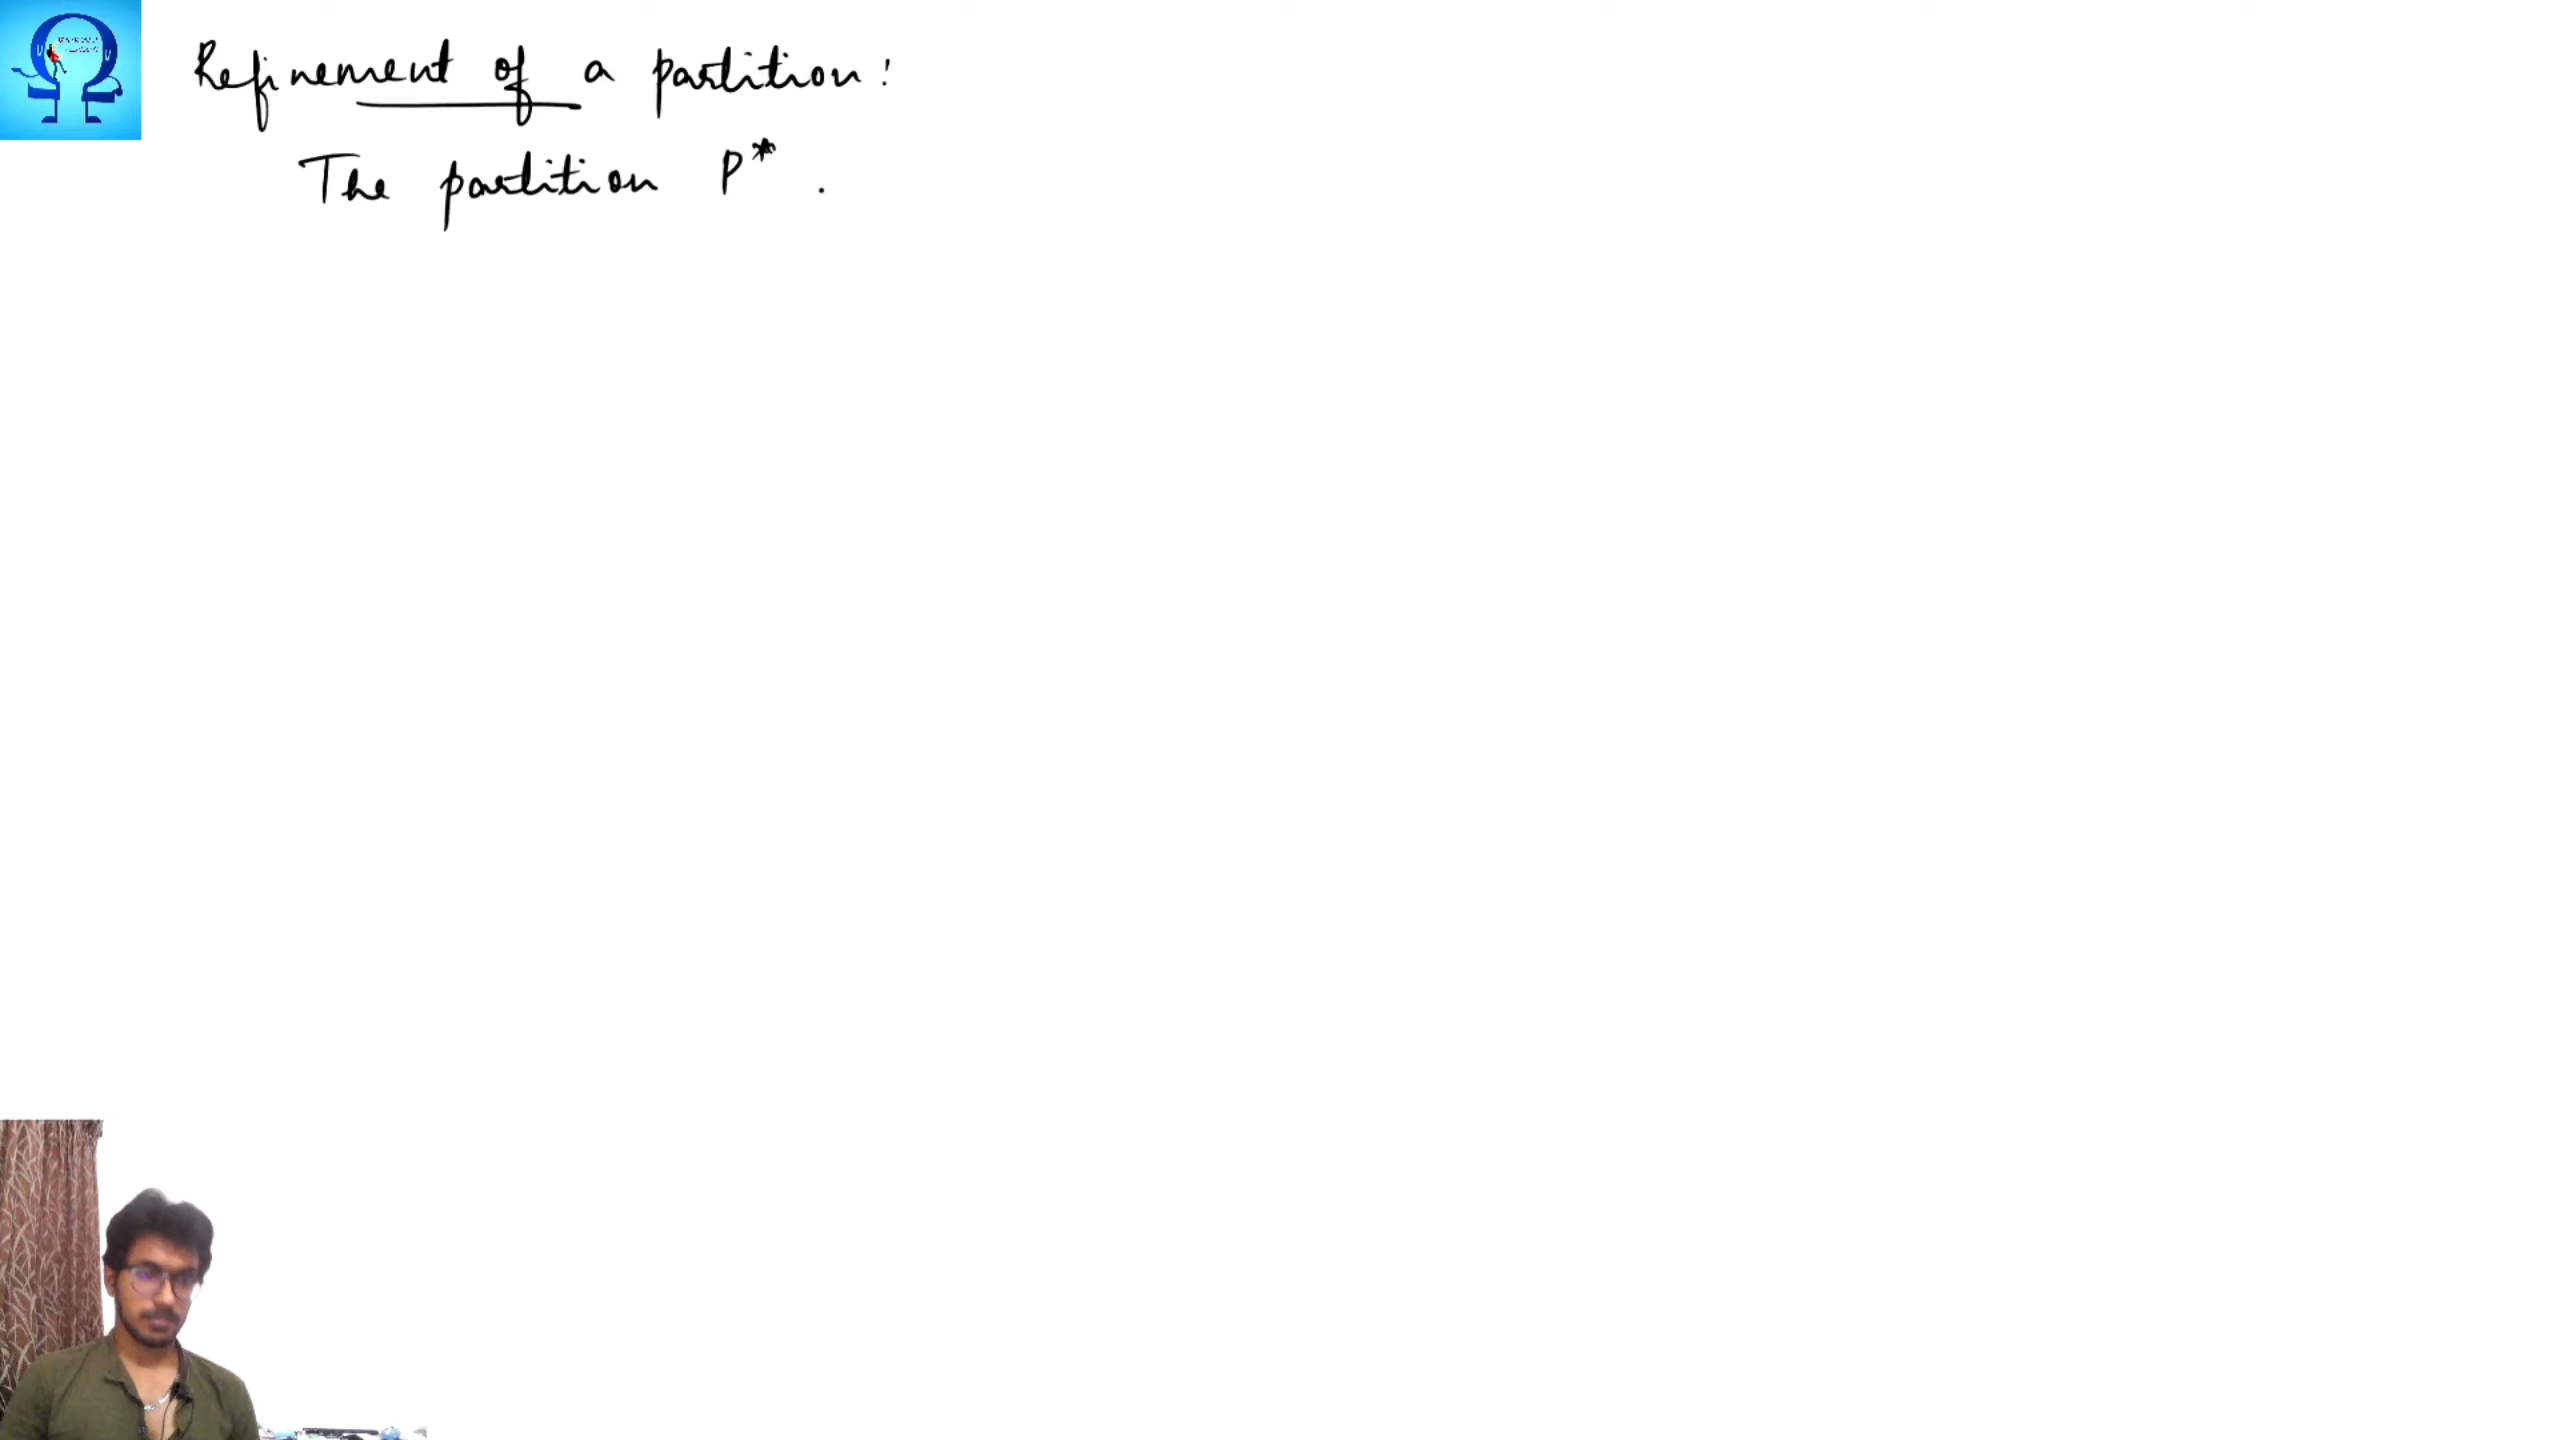 Refinement of a partition:
The partition P* .